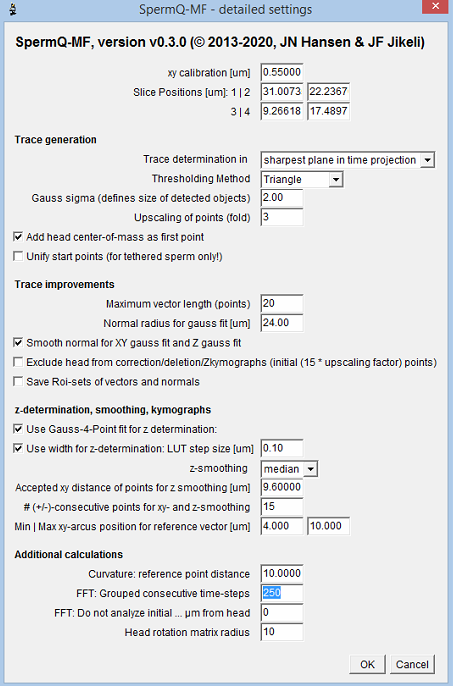 SpermQ-MF - detailed settings
SpermQ-MF, version v0.3.0 (© 2013-2020, JN Hansen & JF Jikeli)
xy calibration [um] 0.55000
Slice Positions [um]: 1 | 2 31.0073 22.2367
3 | 4 9.26618 17.4897
Trace generation
Trace determination in sharpest plane in time projection
Thresholding Method Triangle
Gauss sigma (defines size of detected objects) 2.00
Upscaling of points (fold) 3
Add head center-of-mass as first point
Unify start points (for tethered sperm only!)
Trace improvements
Maximum vector length (points) 20
Normal radius for gauss fit [um] 24.00
Smooth normal for XY gauss fit and Z gauss fit
Exclude head from correction/deletion/Zkymographs (initial (15 * upscaling factor) points)
Save Roi-sets of vectors and normals
z-determination, smoothing, kymographs
Use Gauss-4-Point fit for z determination:
Use width for z-determination: LUT step size [um] 0.10
z-smoothing median
Accepted xy distance of points for z smoothing [um] 9.60000
# (+/-)-consecutive points for xy- and z-smoothing 15
Min | Max xy-arcus position for reference vector [um] 4.000 10.000
Additional calculations
Curvature: reference point distance 10.0000
FFT: Grouped consecutive time-steps 250
FFT: Do not analyze initial ... µm from head 0
Head rotation matrix radius 10
OK Cancel